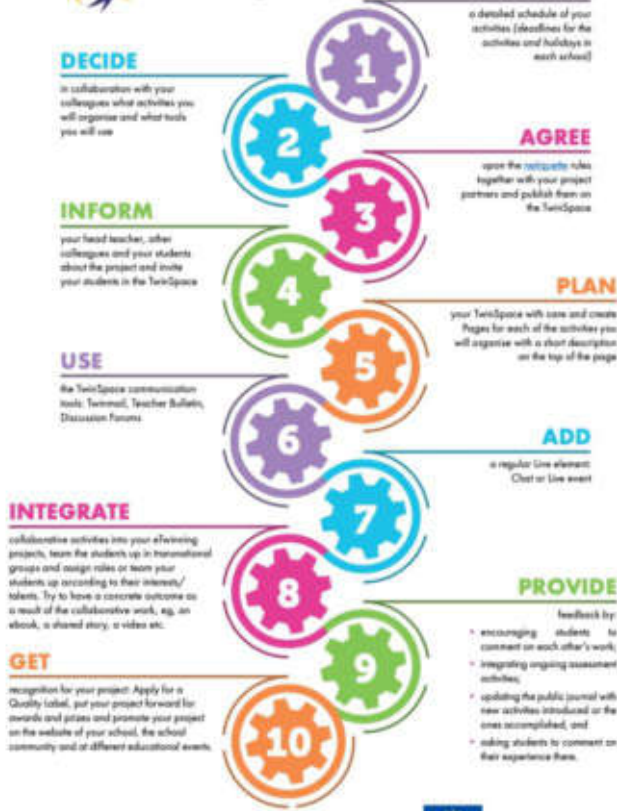 a detailed schedule of your
activities (deadlines for the
activities and holidays in
each school)
1
DECIDE
in collaboration with your
colleagues what activities you
will organise and what tools
you will use
2
AGREE
upon the netiquette rules
together with your project
partners and publish them on
the TwinSpace
3
INFORM
your head teacher, other
colleagues and your students
about the project and invite
your students in the TwinSpace
4
PLAN
your TwinSpace with care and create
Pages for each of the activities you
will organise with a short description
on the top of the page
5
USE
the TwinSpace communication
tools: Twinmail, Teacher Bulletin,
Discussion Forums
6
ADD
a regular Live element:
Chat or Live event
7
INTEGRATE
collaborative activities into your eTwinning
projects, team the students up in transnational
groups and assign roles or team your
students up according to their interests/
talents. Try to have a concrete outcome as
a result of the collaborative work, eg, an
ebook, a shared story, a video etc.
8
PROVIDE
feedback by:
• encouraging students to
comment on each other's work;
• integrating ongoing assessment
activities;
• updating the public journal with
new activities introduced or the
ones accomplished, and
• asking students to comment on
their experience there.
9
GET
recognition for your project: Apply for a
Quality Label, put your project forward for
awards and prizes and promote your project
on the website of your school, the school
community and at different educational events.
10